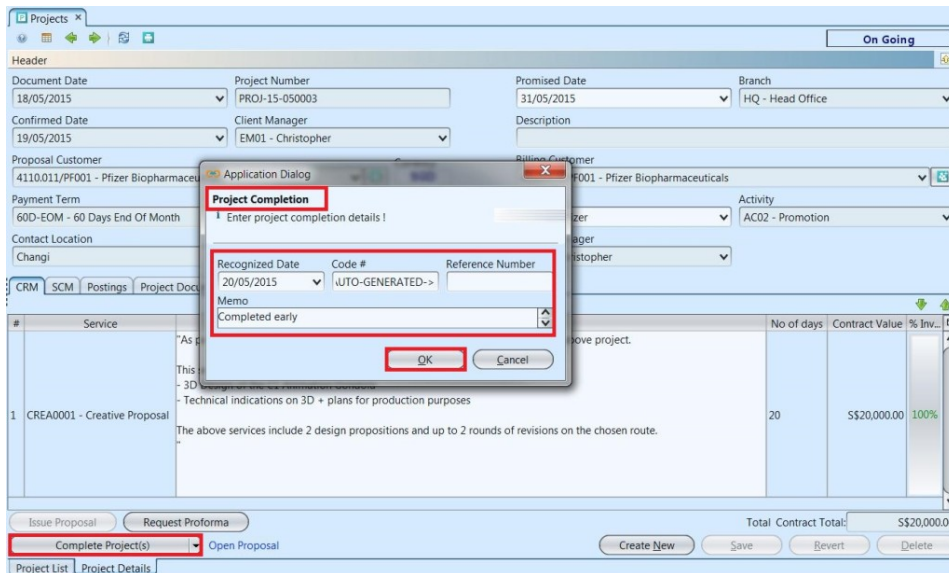 Projects
On Going
Header
Document Date Project Number Promised Date Branch
18/05/2015 PROJ-15-050003 31/05/2015 HQ - Head Office
Confirmed Date Client Manager Description
19/05/2015 EM01 - Christopher
Proposal Customer Billing Customer
4110.011/PF001 - Pfizer Biopharmaceu F001 - Pfizer Biopharmaceuticals
Application Dialog
Payment Term Activity
60D-EOM - 60 Days End Of Month zer AC02 - Promotion
Project Completion
Enter project completion details !
Contact Location ager
Changi stopher
Recognized Date Code # Reference Number
20/05/2015 UTO-GENERATED->
Memo
Completed early
OK Cancel
CRM SCM Postings Project Docu
# Service No of days Contract Value % Inv...
"As p ove project.
This s
- 3D
- Technical indications on 3D + plans for production purposes
1 CREA0001 - Creative Proposal 20 S$20,000.00 100%
The above services include 2 design propositions and up to 2 rounds of revisions on the chosen route.
"
Issue Proposal Request Proforma Total Contract Total: S$20,000.0
Complete Project(s) Open Proposal Create New Save Revert Delete
Project List Project Details